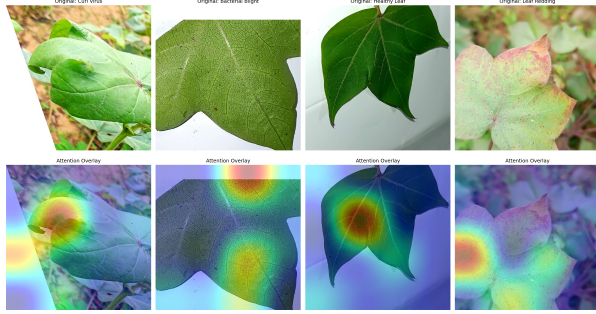 Original: Curl Virus
Original: Bacterial Blight
Original: Healthy Leaf
Original: Leaf Redding
Attention Overlay
Attention Overlay
Attention Overlay
Attention Overlay